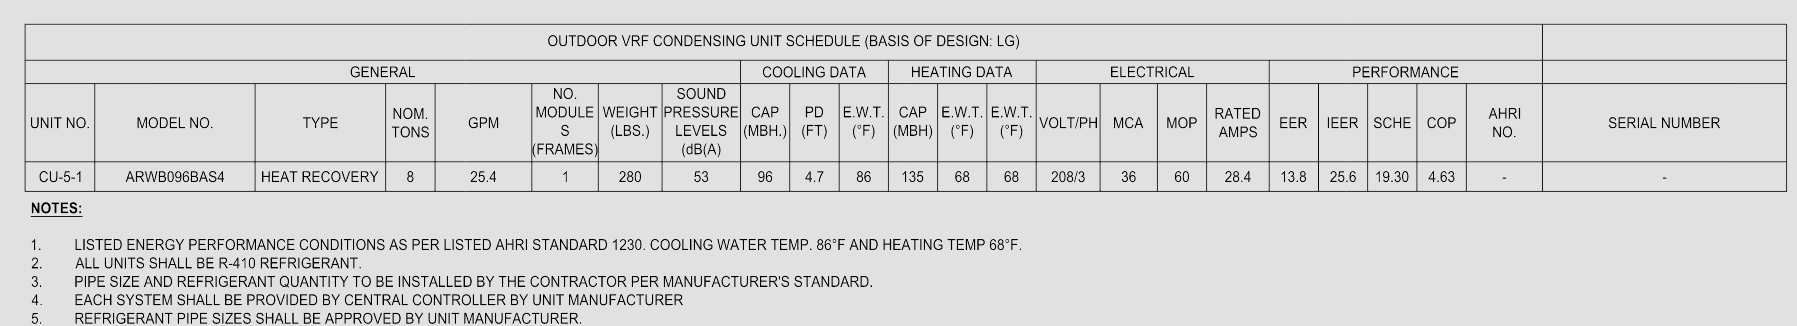 OUTDOOR VRF CONDENSING UNIT SCHEDULE (BASIS OF DESIGN: LG)
GENERAL COOLING DATA HEATING DATA ELECTRICAL PERFORMANCE
UNIT NO. MODEL NO. TYPE NOM. TONS GPM NO. MODULE S (FRAMES) WEIGHT (LBS.) SOUND PRESSURE LEVELS (dB(A) CAP (MBH.) PD (FT) E.W.T. (°F) CAP (MBH) E.W.T. (°F) E.W.T. (°F) VOLT/PH MCA MOP RATED AMPS EER IEER SCHE COP AHRI NO. SERIAL NUMBER
CU-5-1 ARWB096BAS4 HEAT RECOVERY 8 25.4 1 280 53 96 4.7 86 135 68 68 208/3 36 60 28.4 13.8 25.6 19.30 4.63 - -
NOTES:
1. LISTED ENERGY PERFORMANCE CONDITIONS AS PER LISTED AHRI STANDARD 1230. COOLING WATER TEMP. 86°F AND HEATING TEMP 68°F.
2. ALL UNITS SHALL BE R-410 REFRIGERANT.
3. PIPE SIZE AND REFRIGERANT QUANTITY TO BE INSTALLED BY THE CONTRACTOR PER MANUFACTURER'S STANDARD.
4. EACH SYSTEM SHALL BE PROVIDED BY CENTRAL CONTROLLER BY UNIT MANUFACTURER
5. REFRIGERANT PIPE SIZES SHALL BE APPROVED BY UNIT MANUFACTURER.